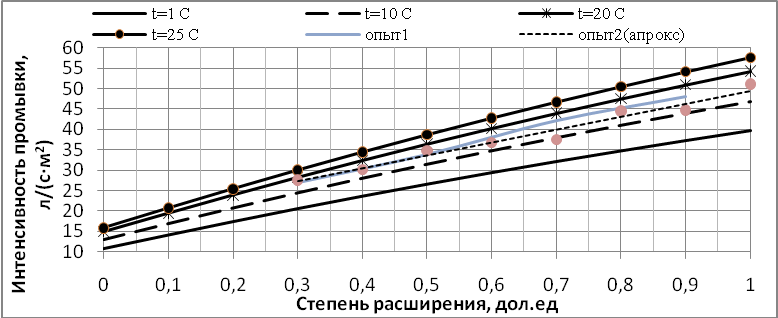 t=1 C t=10 C t=20 C
t=25 C опыт1 опыт2(апрокс)
Интенсивность промывки,
л/(с·м²)
60
55
50
45
40
35
30
25
20
15
10
0 0,1 0,2 0,3 0,4 0,5 0,6 0,7 0,8 0,9 1
Степень расширения, дол.ед